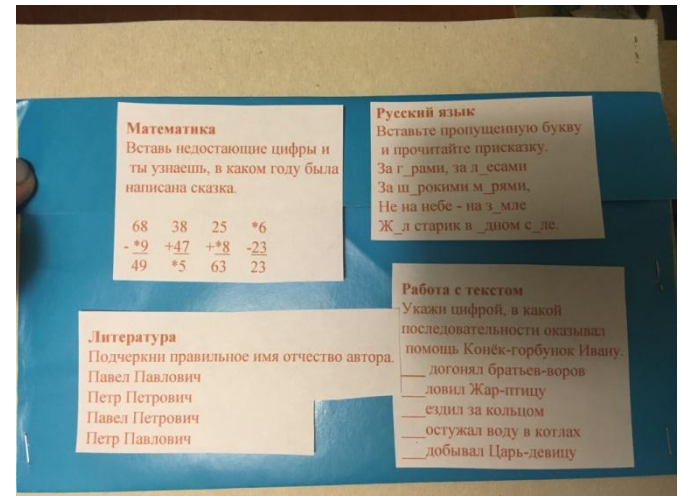 Математика
Вставь недостающие цифры и
ты узнаешь, в каком году была
написана сказка.
68 38 25 *6
- *9 +47 +*8 -23
49 *5 63 23
Русский язык
Вставьте пропущенную букву
и прочитайте присказку.
За г_рами, за л_есами
За ш_рокими м_рями,
Не на небе - на з_мле
Ж_л старик в _дном с_ле.
Литература
Подчеркни правильное имя отчество автора.
Павел Павлович
Петр Петрович
Павел Петрович
Петр Павлович
Работа с текстом
Укажи цифрой, в какой
последовательности оказывал
помощь Конёк-горбунок Ивану.
___ догонял братьев-воров
___ловил Жар-птицу
___ездил за кольцом
___остужал воду в котлах
___добывал Царь-девицу